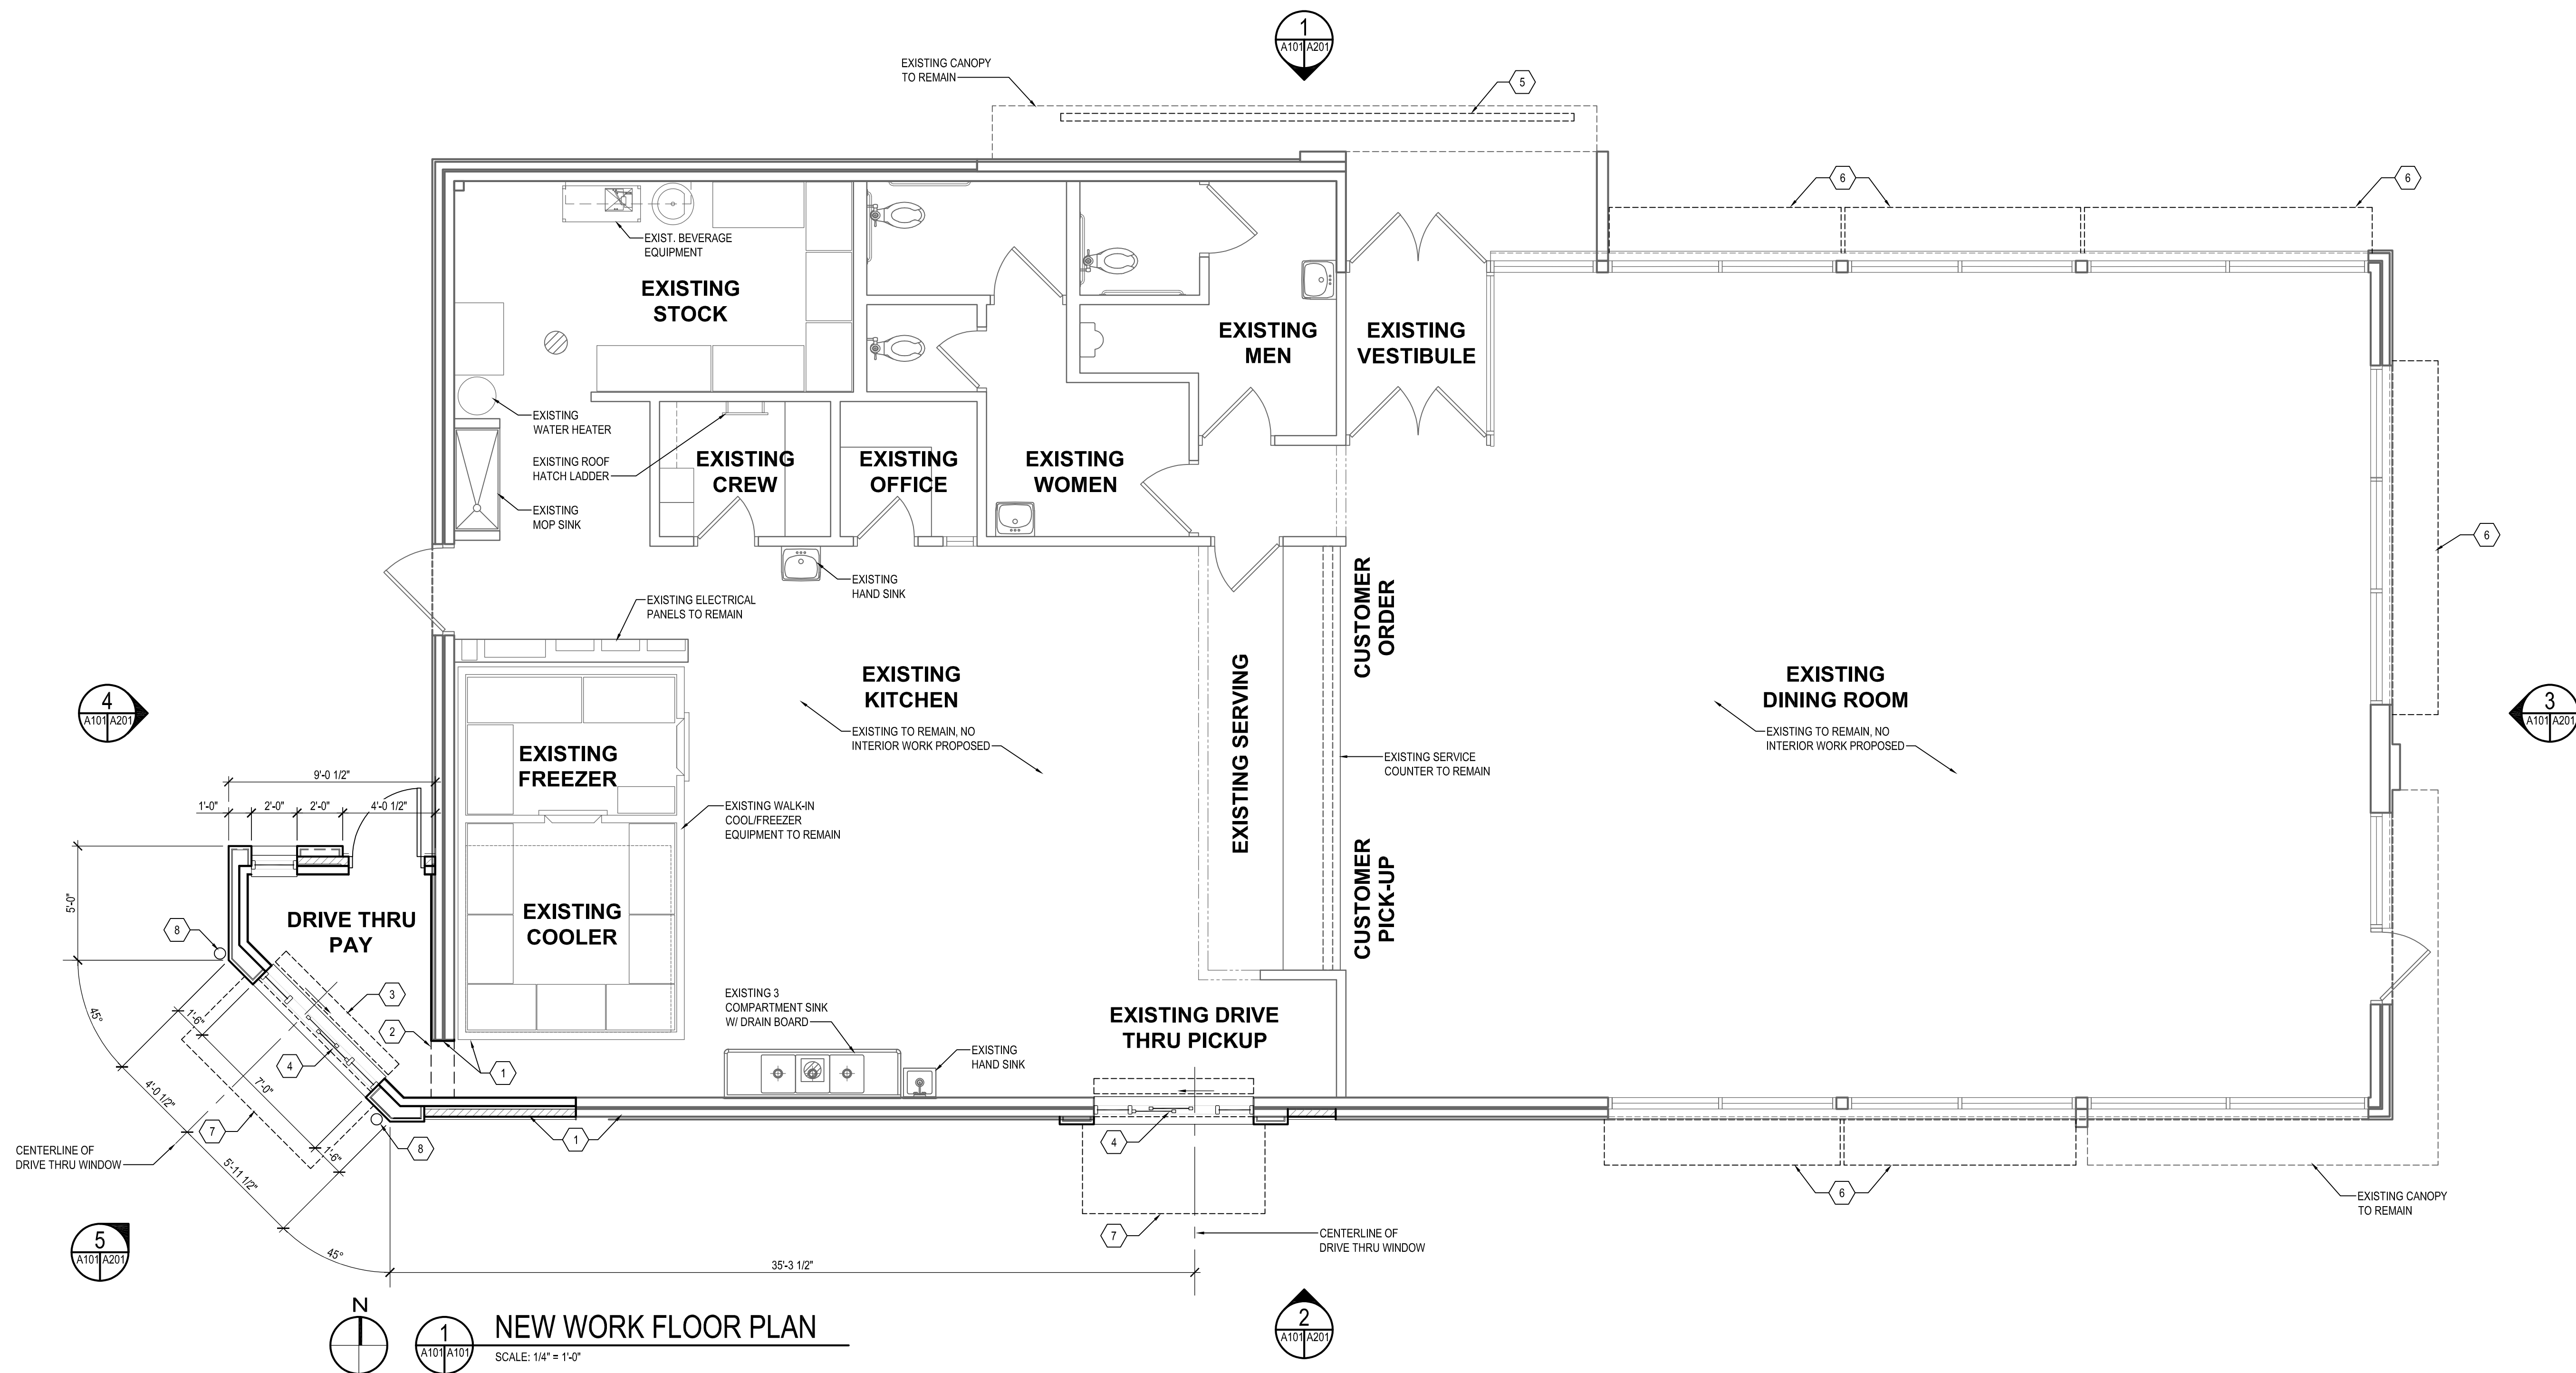 1
A101 A201
EXISTING CANOPY
TO REMAIN
5
6
6
EXIST. BEVERAGE
EQUIPMENT
EXISTING
STOCK
EXISTING
MEN
EXISTING
VESTIBULE
EXISTING
WATER HEATER
EXISTING ROOF
HATCH LADDER
EXISTING
CREW
EXISTING
OFFICE
EXISTING
WOMEN
EXISTING
MOP SINK
6
EXISTING
HAND SINK
EXISTING ELECTRICAL
PANELS TO REMAIN
CUSTOMER
ORDER
EXISTING
KITCHEN
EXISTING SERVING
EXISTING
DINING ROOM
4
A101 A201
3
A101 A201
EXISTING TO REMAIN, NO
INTERIOR WORK PROPOSED
EXISTING TO REMAIN, NO
INTERIOR WORK PROPOSED
EXISTING
FREEZER
EXISTING SERVICE
COUNTER TO REMAIN
9'-0 1/2"
1'-0"
2'-0"
2'-0"
4'-0 1/2"
EXISTING WALK-IN
COOL/FREEZER
EQUIPMENT TO REMAIN
5'-0"
DRIVE THRU
PAY
EXISTING
COOLER
CUSTOMER
PICK-UP
8
3
2
EXISTING 3
COMPARTMENT SINK
W/ DRAIN BOARD
EXISTING DRIVE
THRU PICKUP
45°
1'-6"
4
1
EXISTING
HAND SINK
4'-0 1/2"
7'-0"
7
1
8
4
CENTERLINE OF
DRIVE THRU WINDOW
1'-6"
5'-11 1/2"
6
EXISTING CANOPY
TO REMAIN
7
CENTERLINE OF
DRIVE THRU WINDOW
5
A101 A201
45°
35'-3 1/2"
N
1
A101 A101
NEW WORK FLOOR PLAN
SCALE: 1/4" = 1'-0"
2
A101 A201